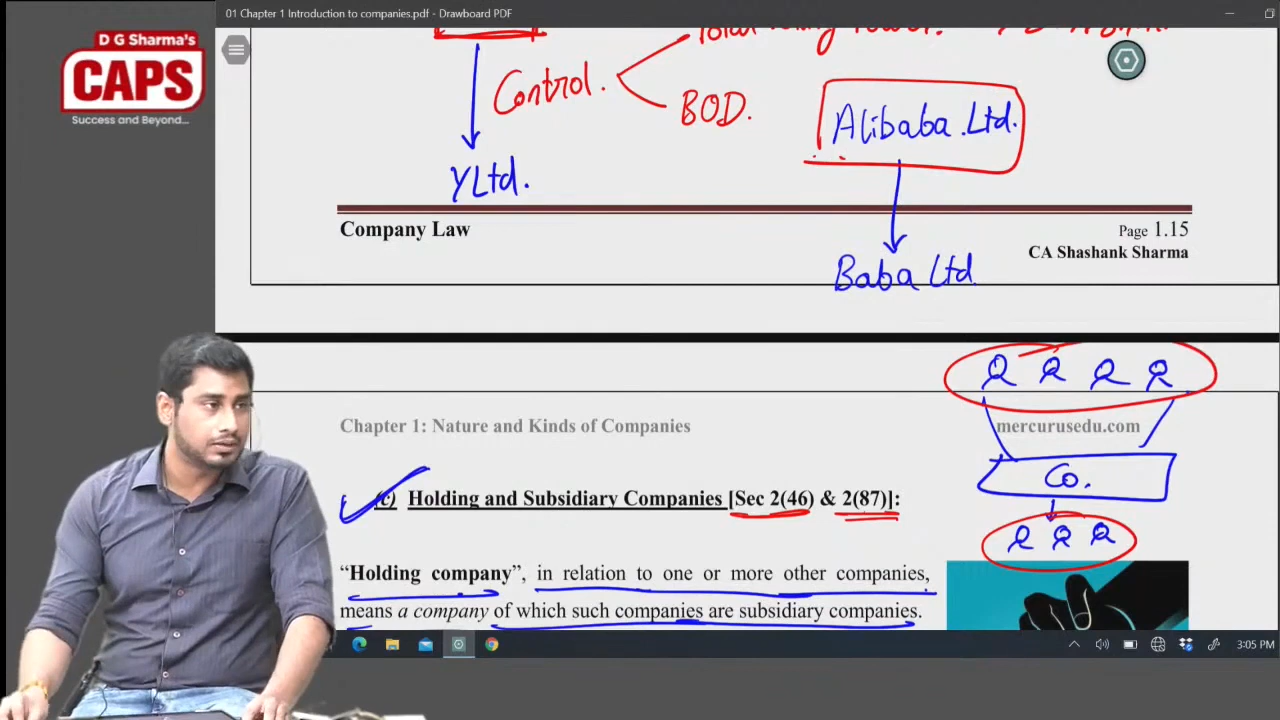 01 Chapter 1 Introduction to companies.pdf - Drawboard PDF
D G Sharma's
CAPS
Success and Beyond...
Control.
BOD.
Alibaba Ltd.
Y Ltd.
Company Law
Page 1.15
CA Shashank Sharma
Baba Ltd
Chapter 1: Nature and Kinds of Companies
mercurusedu.com
Co.
(c) Holding and Subsidiary Companies [Sec 2(46) & 2(87)]:
“Holding company”, in relation to one or more other companies,
means a company of which such companies are subsidiary companies.
3:05 PM